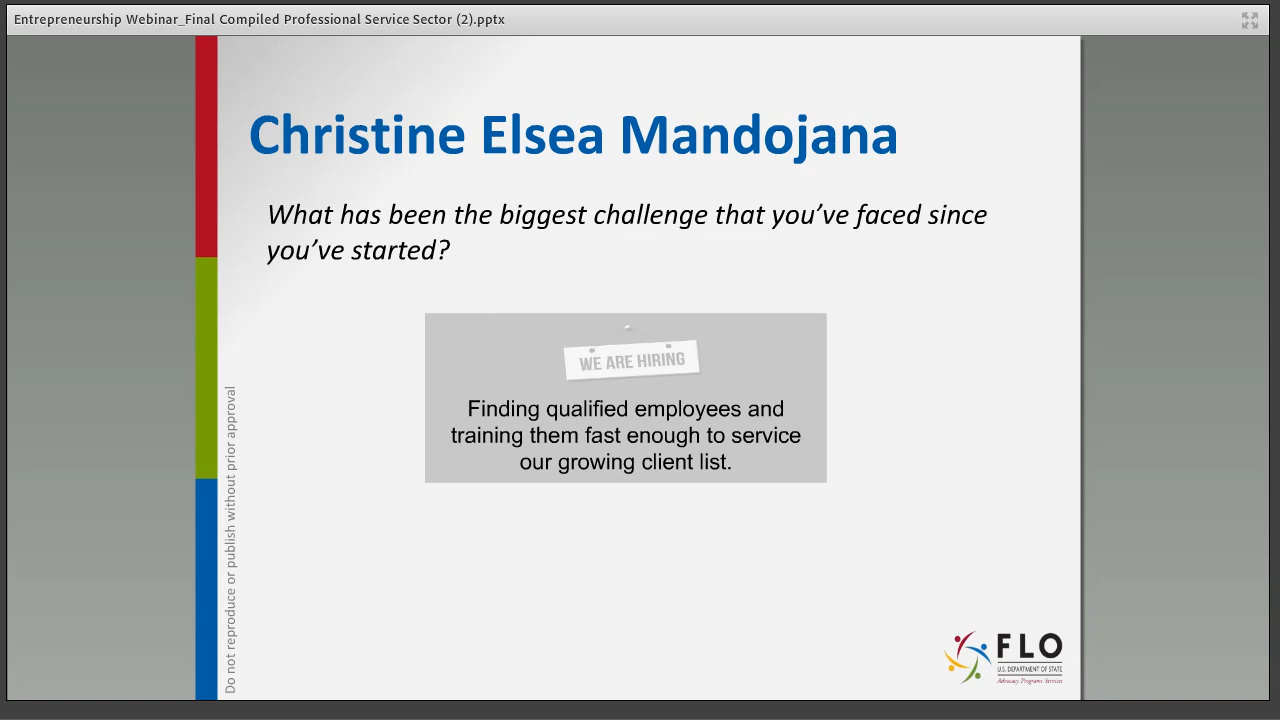 Entrepreneurship Webinar_Final Compiled Professional Service Sector (2).pptx
Christine Elsea Mandojana
What has been the biggest challenge that you’ve faced since
you’ve started?
WE ARE HIRING
Finding qualified employees and
training them fast enough to service
our growing client list.
Do not reproduce or publish without prior approval
FLO
U.S. DEPARTMENT OF STATE
Advocacy Programs Services